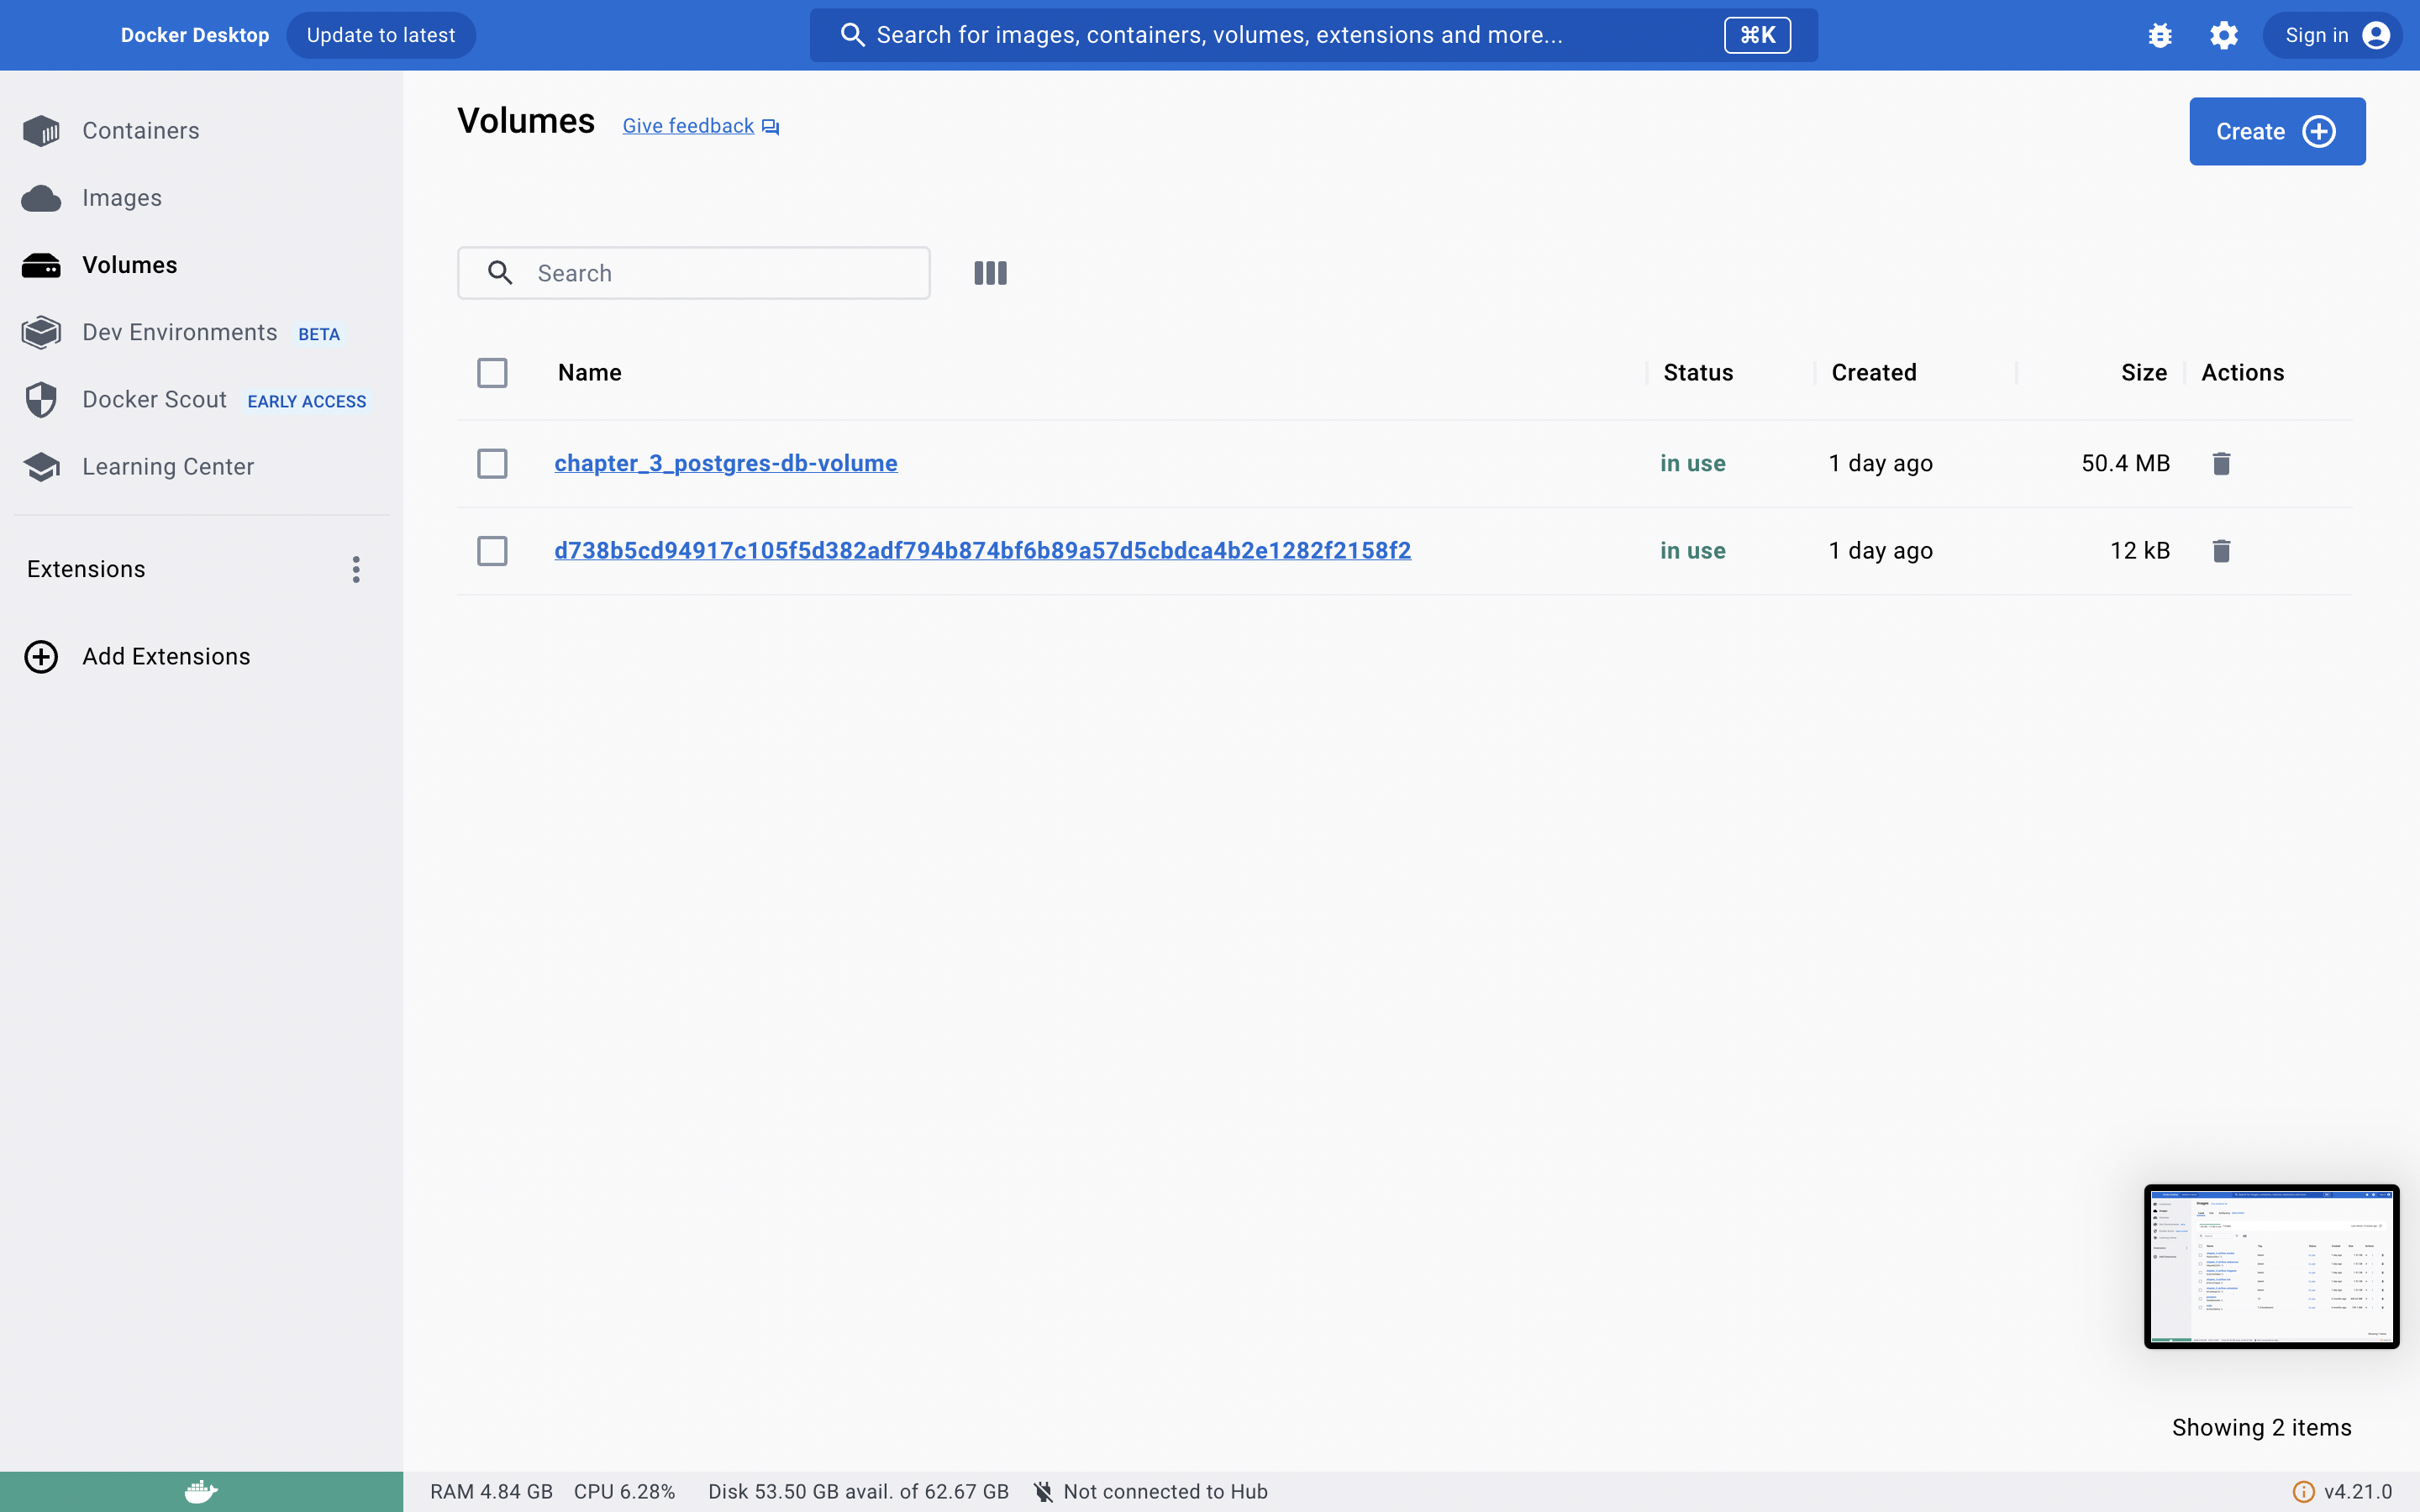 Docker Desktop Update to latest Search for images, containers, volumes, extensions and more... ⌘K Sign in
Containers
Images
Volumes
Dev Environments BETA
Docker Scout EARLY ACCESS
Learning Center
Extensions
Add Extensions
Volumes Give feedback
Create
Search
Name Status Created Size Actions
chapter_3_postgres-db-volume in use 1 day ago 50.4 MB
d738b5cd94917c105f5d382adf794b874bf6b89a57d5cbdca4b2e1282f2158f2 in use 1 day ago 12 kB
Showing 2 items
RAM 4.84 GB CPU 6.28% Disk 53.50 GB avail. of 62.67 GB Not connected to Hub v4.21.0